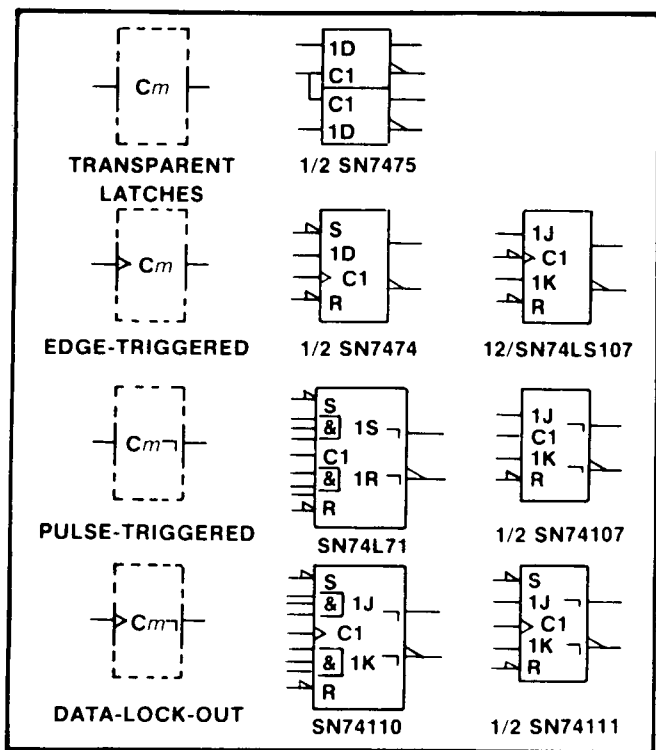 Cm
1D
C1
C1
1D
TRANSPARENT
LATCHES
1/2 SN7475
Cm
S
1D
C1
R
1J
C1
1K
R
EDGE-TRIGGERED
1/2 SN7474
12/SN74LS107
Cm¬
S
& 1S ¬
C1
& 1R ¬
R
1J ¬
C1
1K ¬
R
PULSE-TRIGGERED
SN74L71
1/2 SN74107
Cm¬
S
& 1J ¬
C1
& 1K ¬
R
S
1J ¬
C1
1K ¬
R
DATA-LOCK-OUT
SN74110
1/2 SN74111